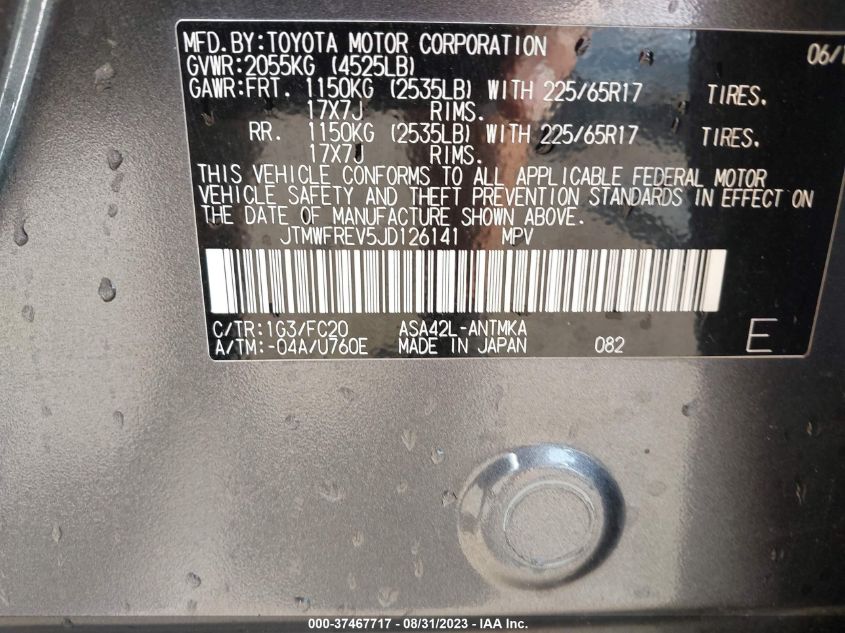 MFD.BY:TOYOTA MOTOR CORPORATION 06/1
GVWR:2055KG (4525LB)
GAWR:FRT. 1150KG (2535LB) WITH 225/65R17 TIRES.
17X7J RIMS.
RR. 1150KG (2535LB) WITH 225/65R17 TIRES.
17X7J RIMS.
THIS VEHICLE CONFORMS TO ALL APPLICABLE FEDERAL MOTOR
VEHICLE SAFETY AND THEFT PREVENTION STANDARDS IN EFFECT ON
THE DATE OF MANUFACTURE SHOWN ABOVE.
JTMWFREV5JD126141 MPV
C/TR:1G3/FC20 ASA42L-ANTMKA
A/TM:-04A/U760E MADE IN JAPAN 082 E
000-37467717 - 08/31/2023 - IAA Inc.